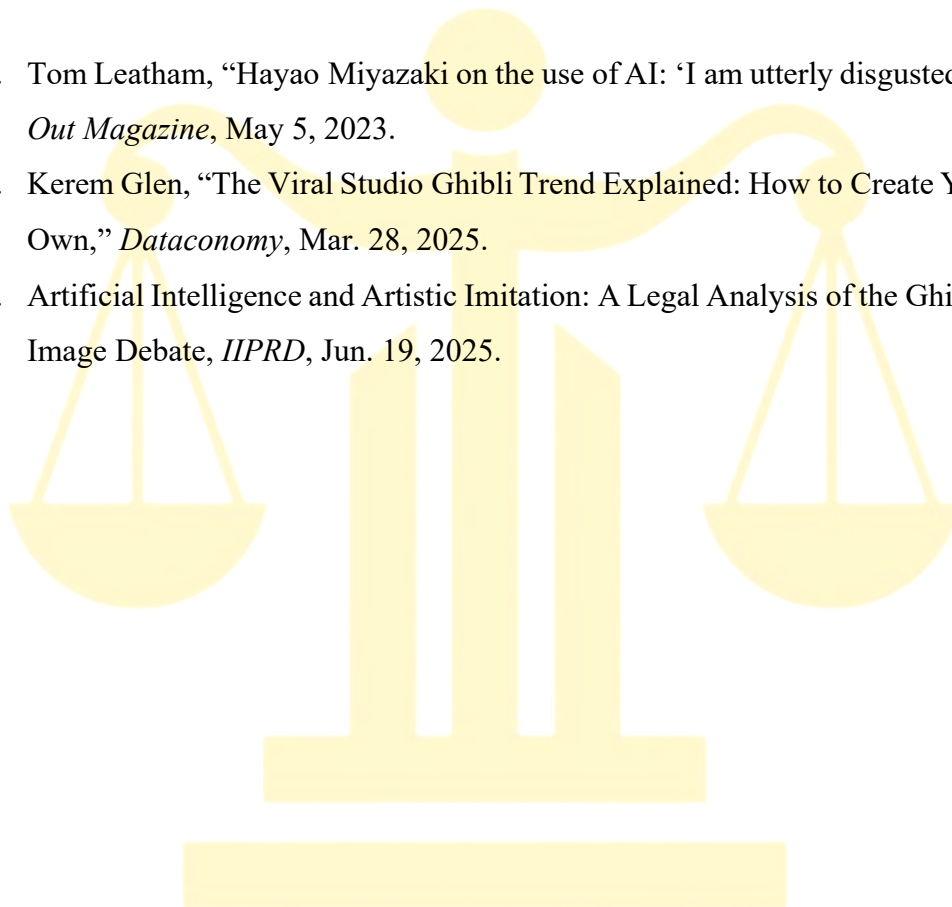 . Tom Leatham, “Hayao Miyazaki on the use of AI: ‘I am utterly disgusted
Out Magazine, May 5, 2023.
. Kerem Glen, “The Viral Studio Ghibli Trend Explained: How to Create Y
Own,” Dataconomy, Mar. 28, 2025.
. Artificial Intelligence and Artistic Imitation: A Legal Analysis of the Ghi
Image Debate, IIPRD, Jun. 19, 2025.